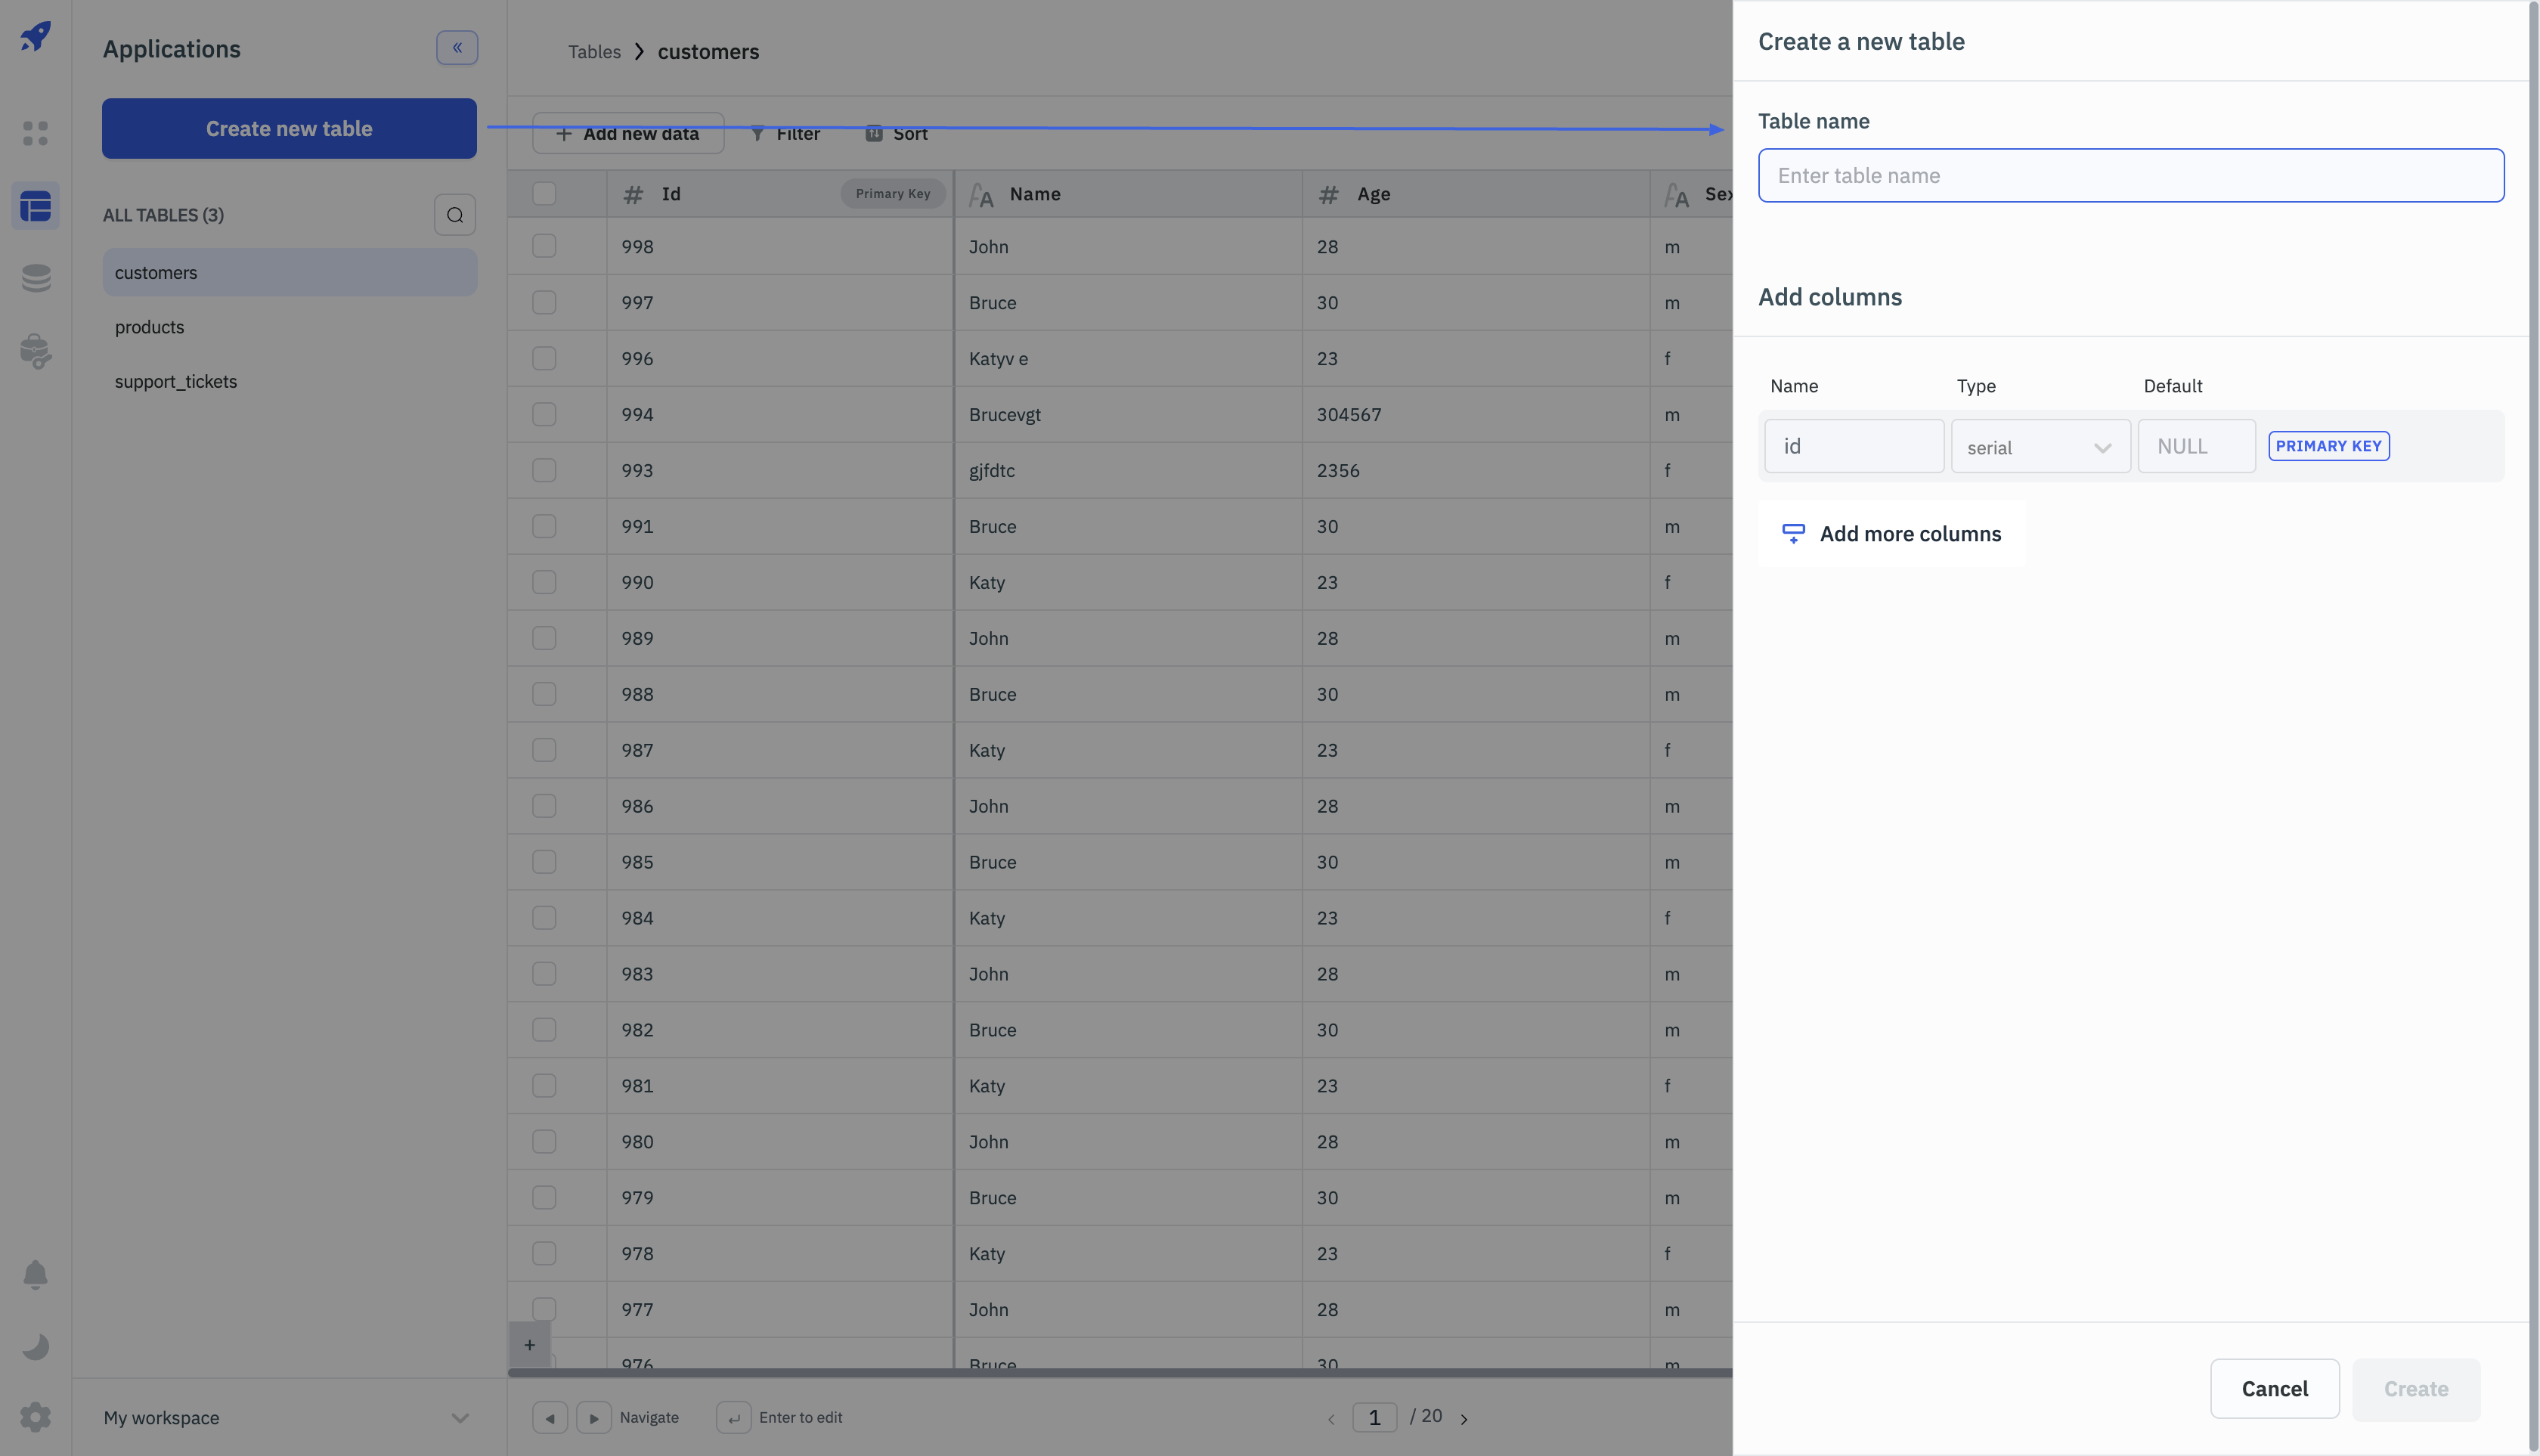 Applications
«
Create new table
ALL TABLES (3)
customers
products
support_tickets
My workspace
Tables > customers
+ Add new data Filter Sort
# Id Primary Key Name # Age Sex
998 John 28 m
997 Bruce 30 m
996 Katyv e 23 f
994 Brucevgt 304567 m
993 gjfdtc 2356 f
991 Bruce 30 m
990 Katy 23 f
989 John 28 m
988 Bruce 30 m
987 Katy 23 f
986 John 28 m
985 Bruce 30 m
984 Katy 23 f
983 John 28 m
982 Bruce 30 m
981 Katy 23 f
980 John 28 m
979 Bruce 30 m
978 Katy 23 f
977 John 28 m
976 Bruce 30 m
+
Navigate Enter to edit < 1 / 20 >
Create a new table
Table name
Enter table name
Add columns
Name Type Default
id serial NULL PRIMARY KEY
Add more columns
Cancel Create